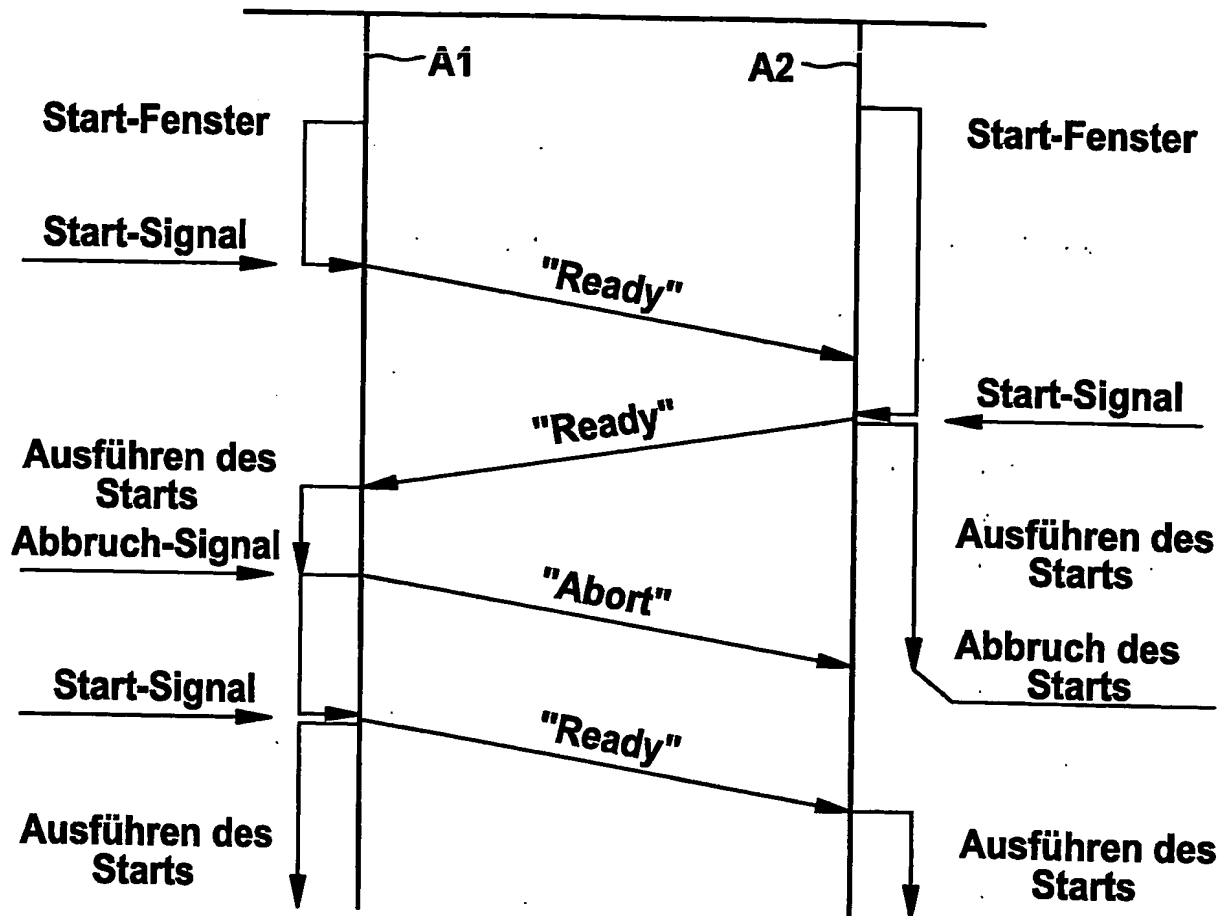 A1
A2
Start-Fenster
Start-Fenster
Start-Signal
"Ready"
Start-Signal
"Ready"
Ausführen des
Starts
Abbruch-Signal
Ausführen des
Starts
"Abort"
Abbruch des
Starts
Start-Signal
"Ready"
Ausführen des
Starts
Ausführen des
Starts